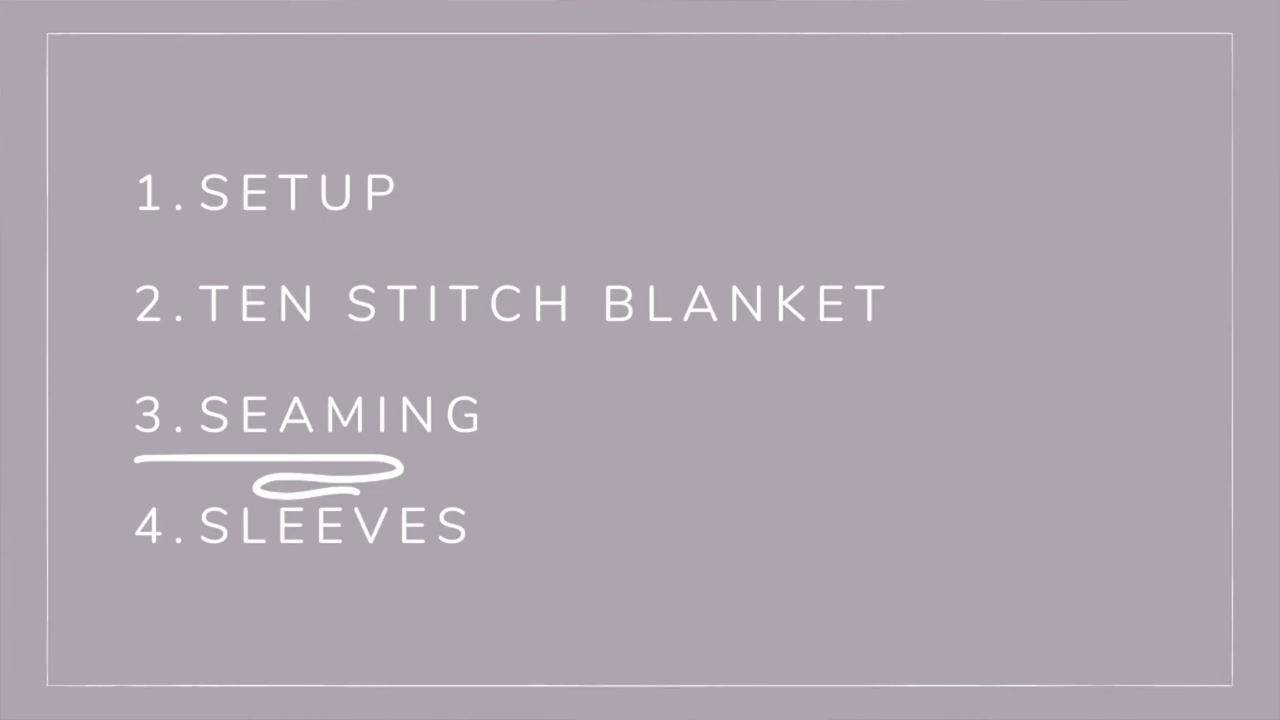 1. SETUP
2. TEN STITCH BLANKET
3. SEAMING
4. SLEEVES